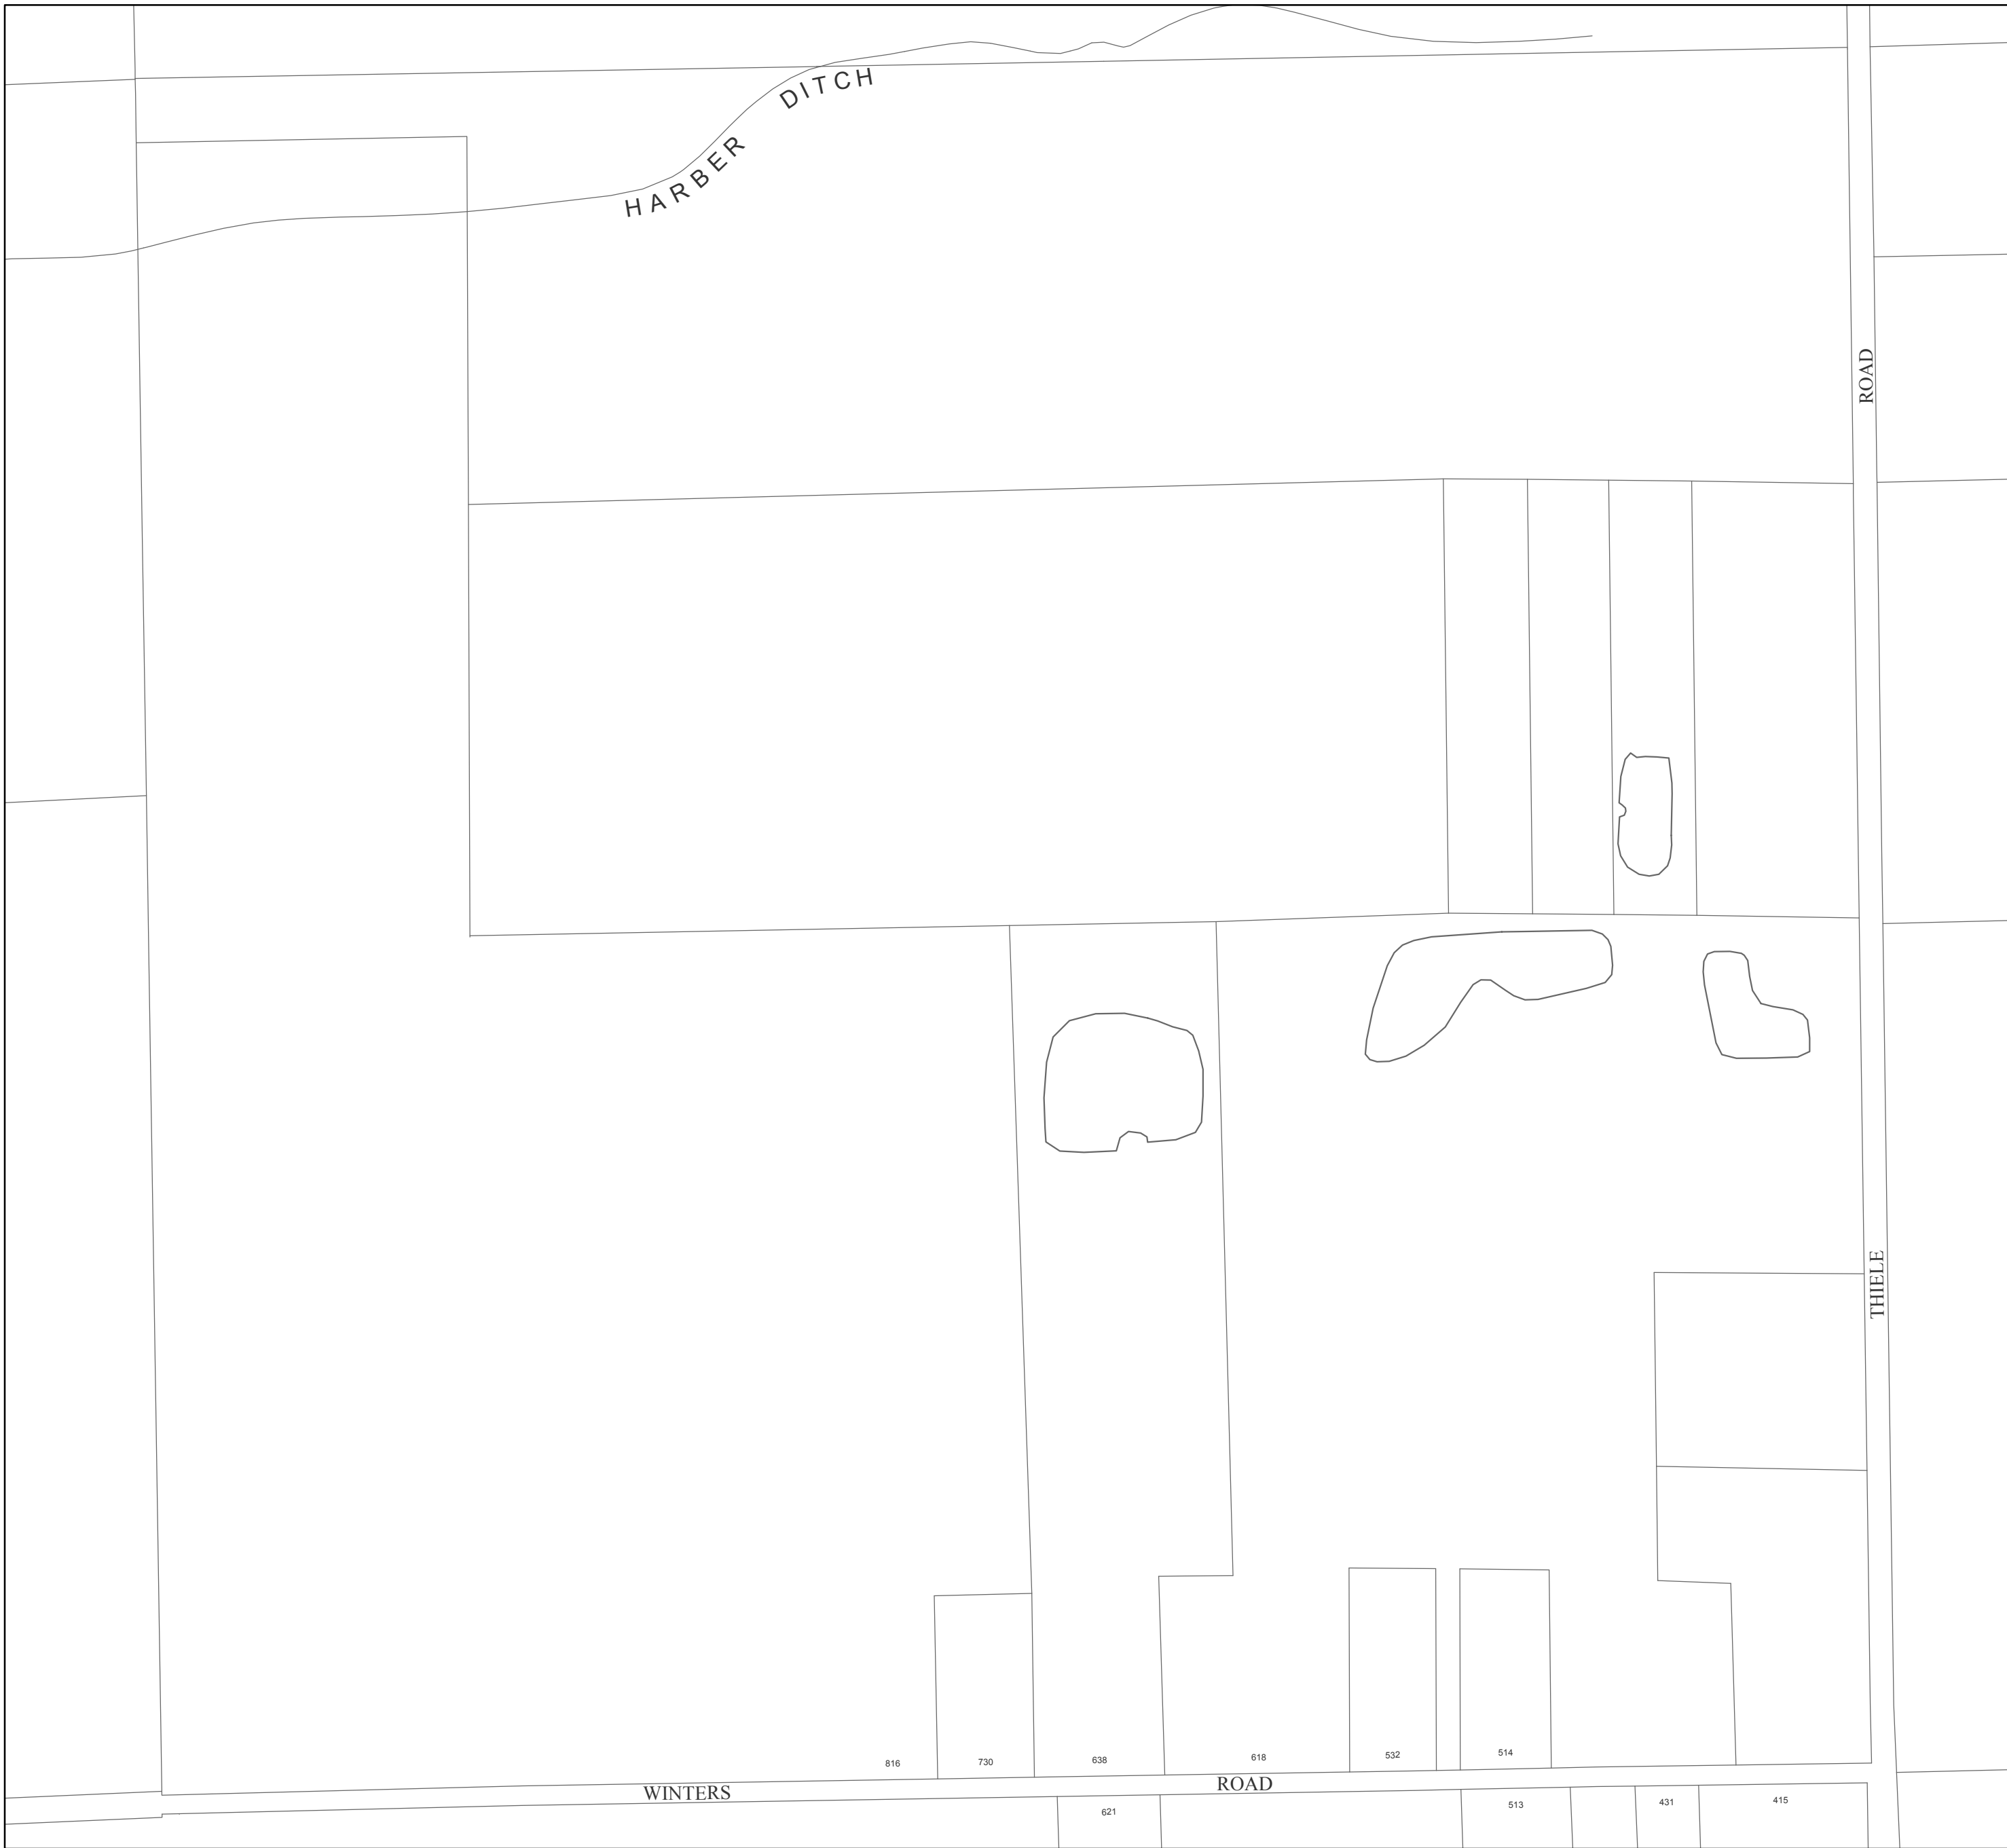 HARBER DITCH
ROAD
THIELE
816
730
638
618
532
514
WINTERS ROAD
621
513
431
415